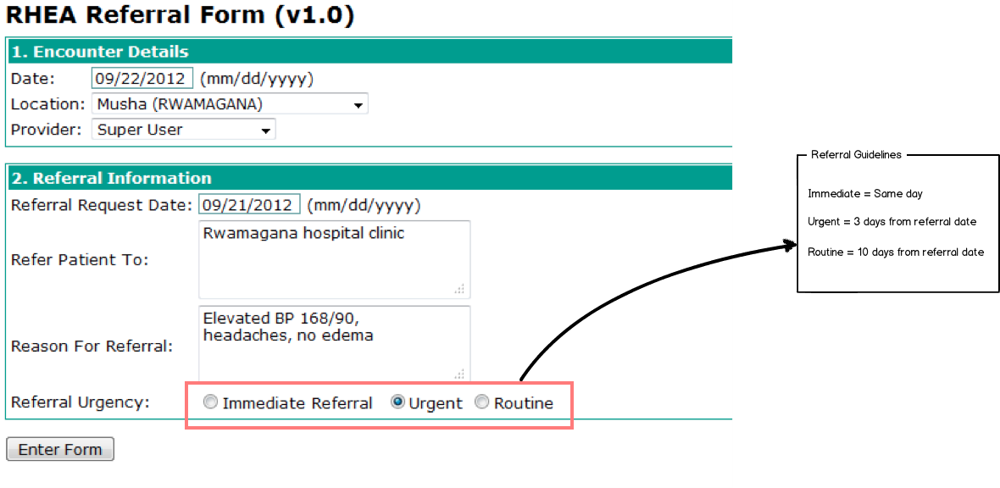 RHEA Referral Form (v1.0)
1. Encounter Details
Date: 09/22/2012 (mm/dd/yyyy)
Location: Musha (RWAMAGANA)
Provider: Super User
2. Referral Information
Referral Request Date: 09/21/2012 (mm/dd/yyyy)
Refer Patient To: Rwamagana hospital clinic
Reason For Referral: Elevated BP 168/90,
headaches, no edema
Referral Urgency: Immediate Referral Urgent Routine
Enter Form
Referral Guidelines
Immediate = Same day
Urgent = 3 days from referral date
Routine = 10 days from referral date